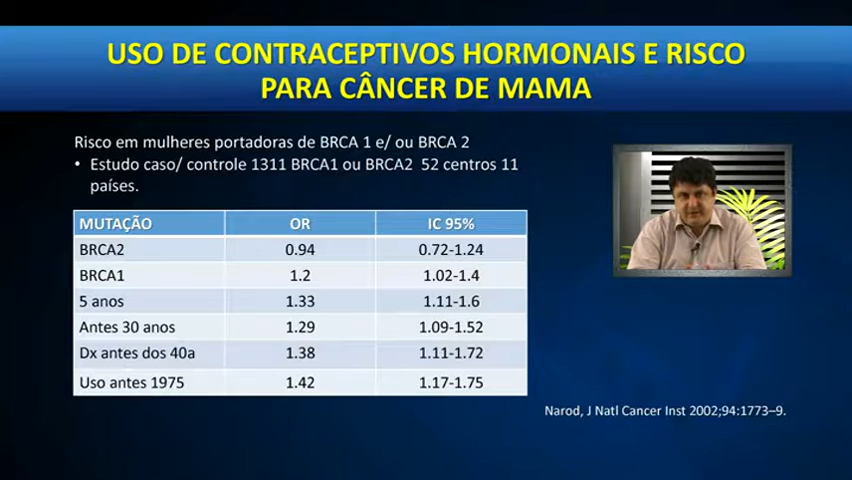 USO DE CONTRACEPTIVOS HORMONAIS E RISCO
PARA CÂNCER DE MAMA
Risco em mulheres portadoras de BRCA 1 e/ ou BRCA 2
• Estudo caso/ controle 1311 BRCA1 ou BRCA2 52 centros 11
países.
MUTAÇÃO OR IC 95%
BRCA2 0.94 0.72-1.24
BRCA1 1.2 1.02-1.4
5 anos 1.33 1.11-1.6
Antes 30 anos 1.29 1.09-1.52
Dx antes dos 40a 1.38 1.11-1.72
Uso antes 1975 1.42 1.17-1.75
Narod, J Natl Cancer Inst 2002;94:1773–9.